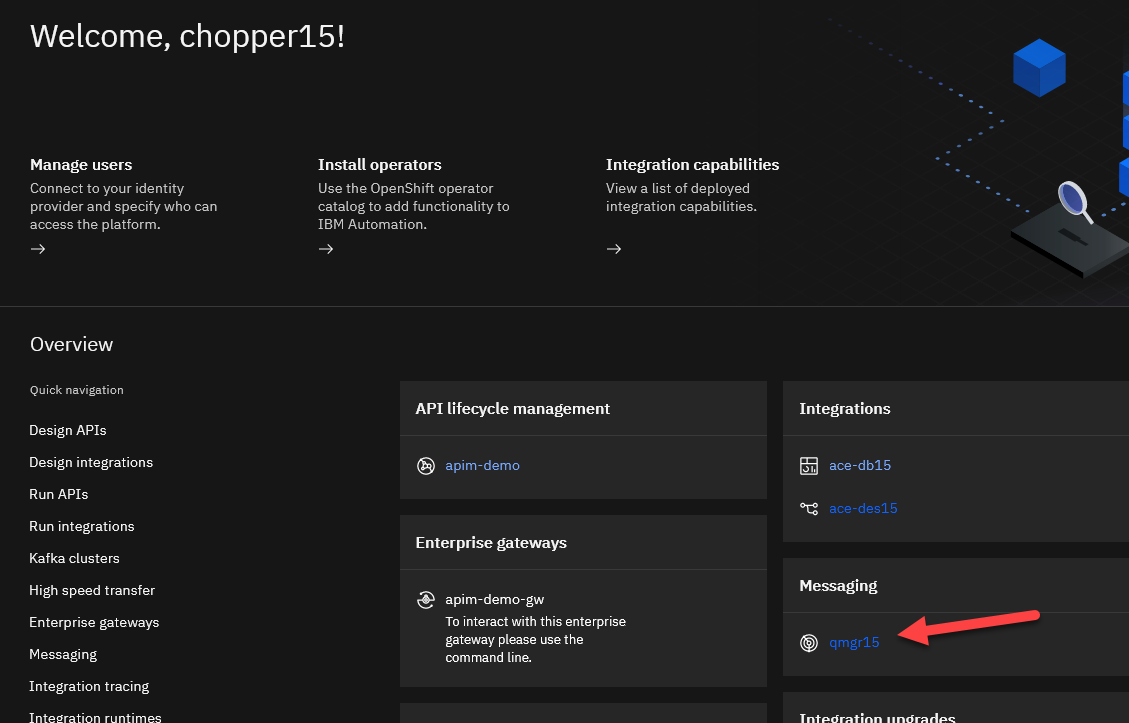 Welcome, chopper15!
Manage users
Connect to your identity
provider and specify who can
access the platform.
Install operators
Use the OpenShift operator
catalog to add functionality to
IBM Automation.
Integration capabilities
View a list of deployed
integration capabilities.
Overview
Quick navigation
Design APIs
Design integrations
Run APIs
Run integrations
Kafka clusters
High speed transfer
Enterprise gateways
Messaging
Integration tracing
Integration runtimes
API lifecycle management
apim-demo
Enterprise gateways
apim-demo-gw
To interact with this enterprise
gateway please use the
command line.
Integrations
ace-db15
ace-des15
Messaging
qmgr15
Integration upgrades